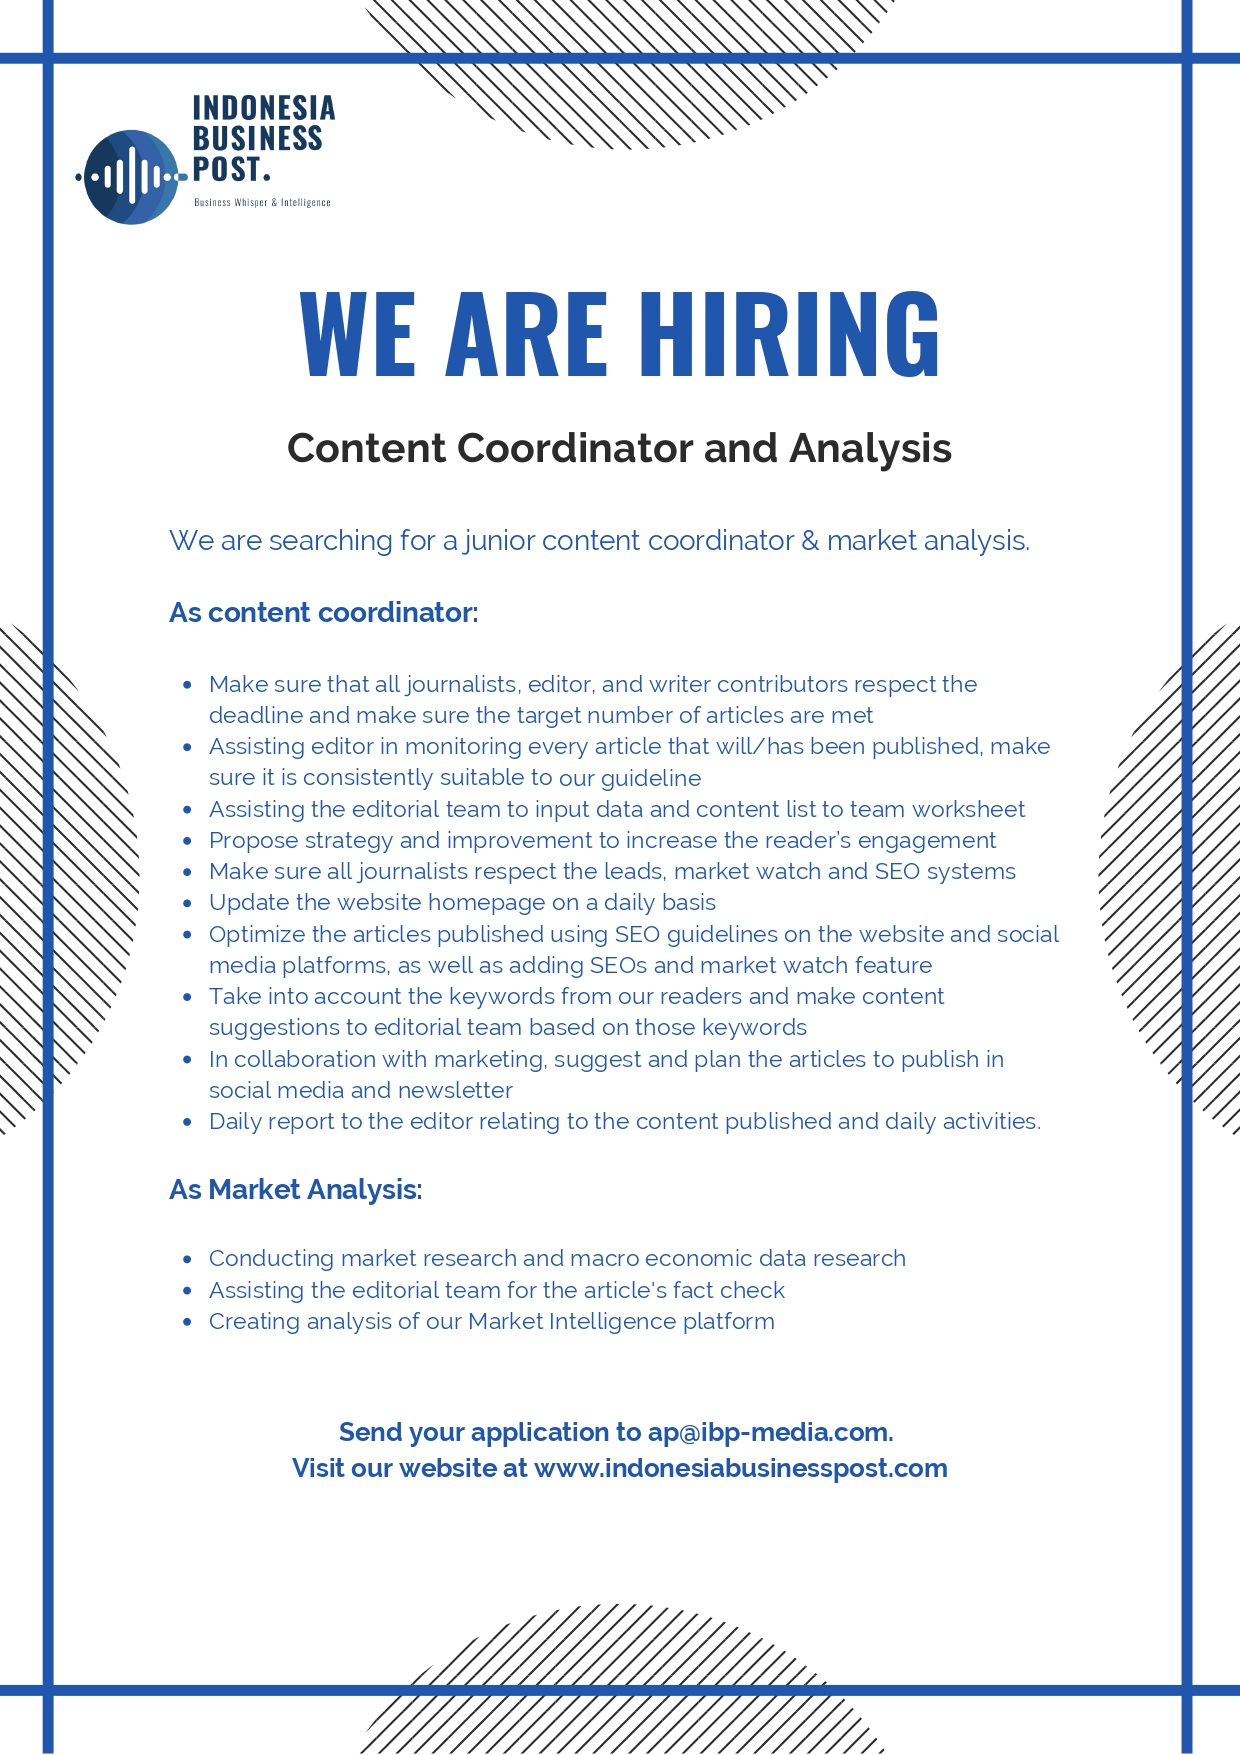 INDONESIA
BUSINESS
POST.
Business Whisper & Intelligence
WE ARE HIRING
Content Coordinator and Analysis
We are searching for a junior content coordinator & market analysis.
As content coordinator:
• Make sure that all journalists, editor, and writer contributors respect the
deadline and make sure the target number of articles are met
• Assisting editor in monitoring every article that will/has been published, make
sure it is consistently suitable to our guideline
• Assisting the editorial team to input data and content list to team worksheet
• Propose strategy and improvement to increase the reader's engagement
• Make sure all journalists respect the leads, market watch and SEO systems
• Update the website homepage on a daily basis
• Optimize the articles published using SEO guidelines on the website and social
media platforms, as well as adding SEOs and market watch feature
• Take into account the keywords from our readers and make content
suggestions to editorial team based on those keywords
• In collaboration with marketing, suggest and plan the articles to publish in
social media and newsletter
• Daily report to the editor relating to the content published and daily activities.
As Market Analysis:
• Conducting market research and macro economic data research
• Assisting the editorial team for the article's fact check
• Creating analysis of our Market Intelligence platform
Send your application to ap@ibp-media.com.
Visit our website at www.indonesiabusinesspost.com